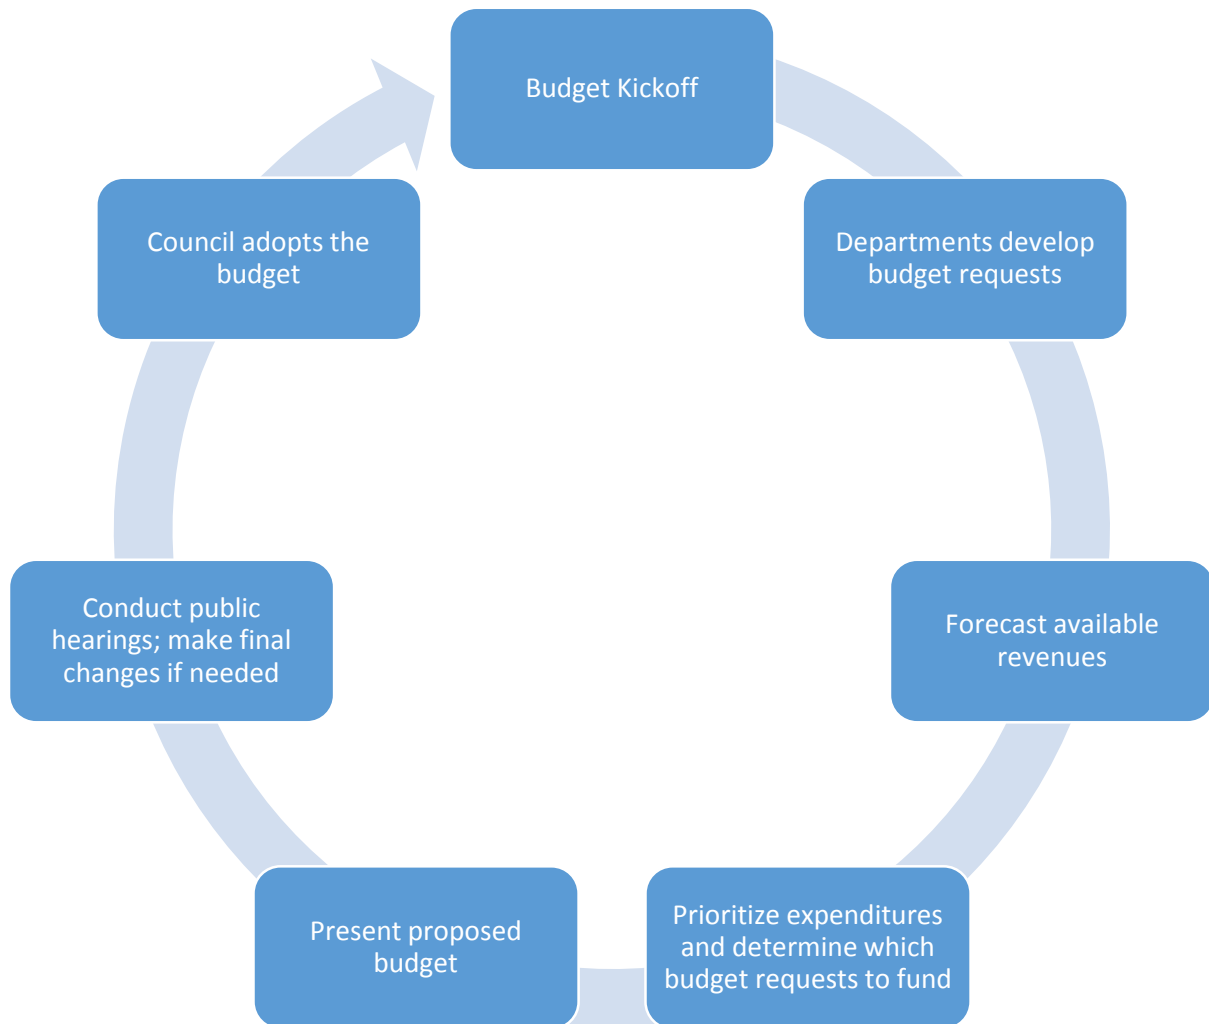 Budget Kickoff
Departments develop
budget requests
Forecast available
revenues
Prioritize expenditures
and determine which
budget requests to fund
Present proposed
budget
Conduct public
hearings; make final
changes if needed
Council adopts the
budget